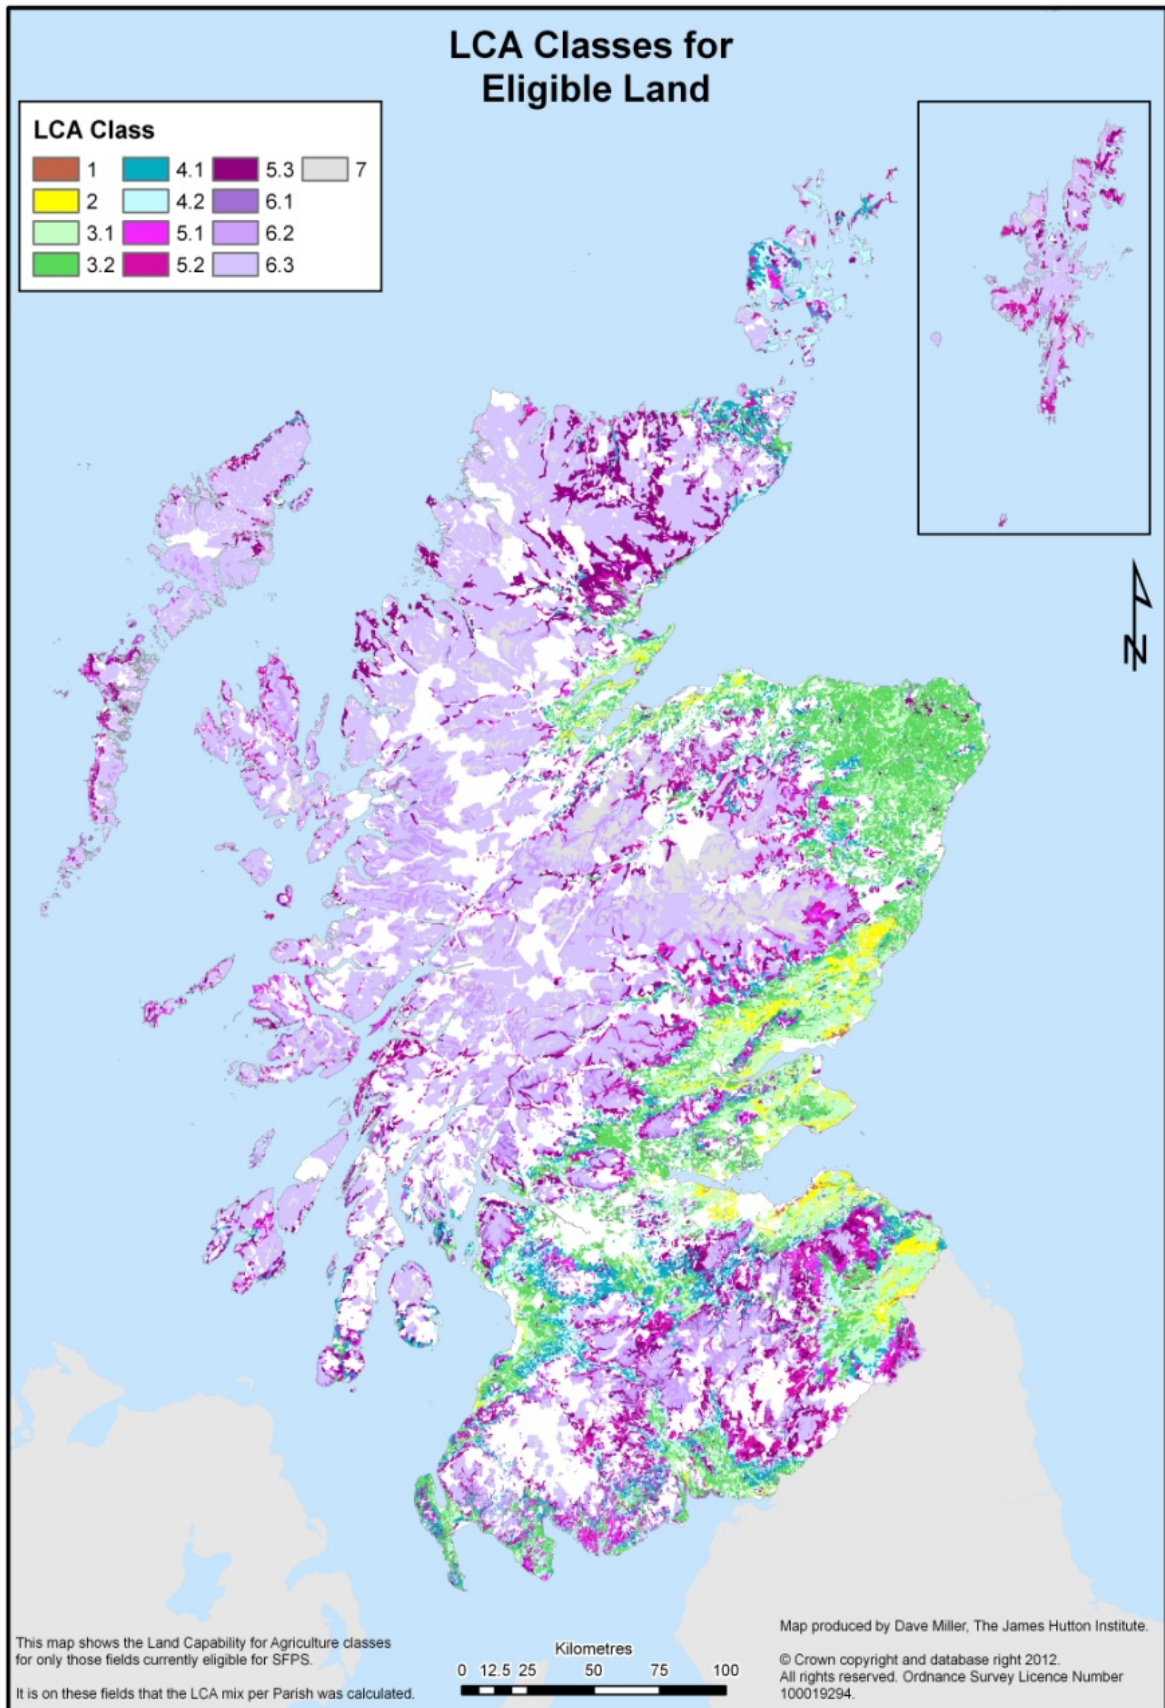 LCA Classes for
Eligible Land
LCA Class
1 4.1 5.3 7
2 4.2 6.1
3.1 5.1 6.2
3.2 5.2 6.3
N
This map shows the Land Capability for Agriculture classes
for only those fields currently eligible for SFPS.
It is on these fields that the LCA mix per Parish was calculated.
Kilometres
0 12.5 25 50 75 100
Map produced by Dave Miller, The James Hutton Institute.
© Crown copyright and database right 2012.
All rights reserved. Ordnance Survey Licence Number
100019294.